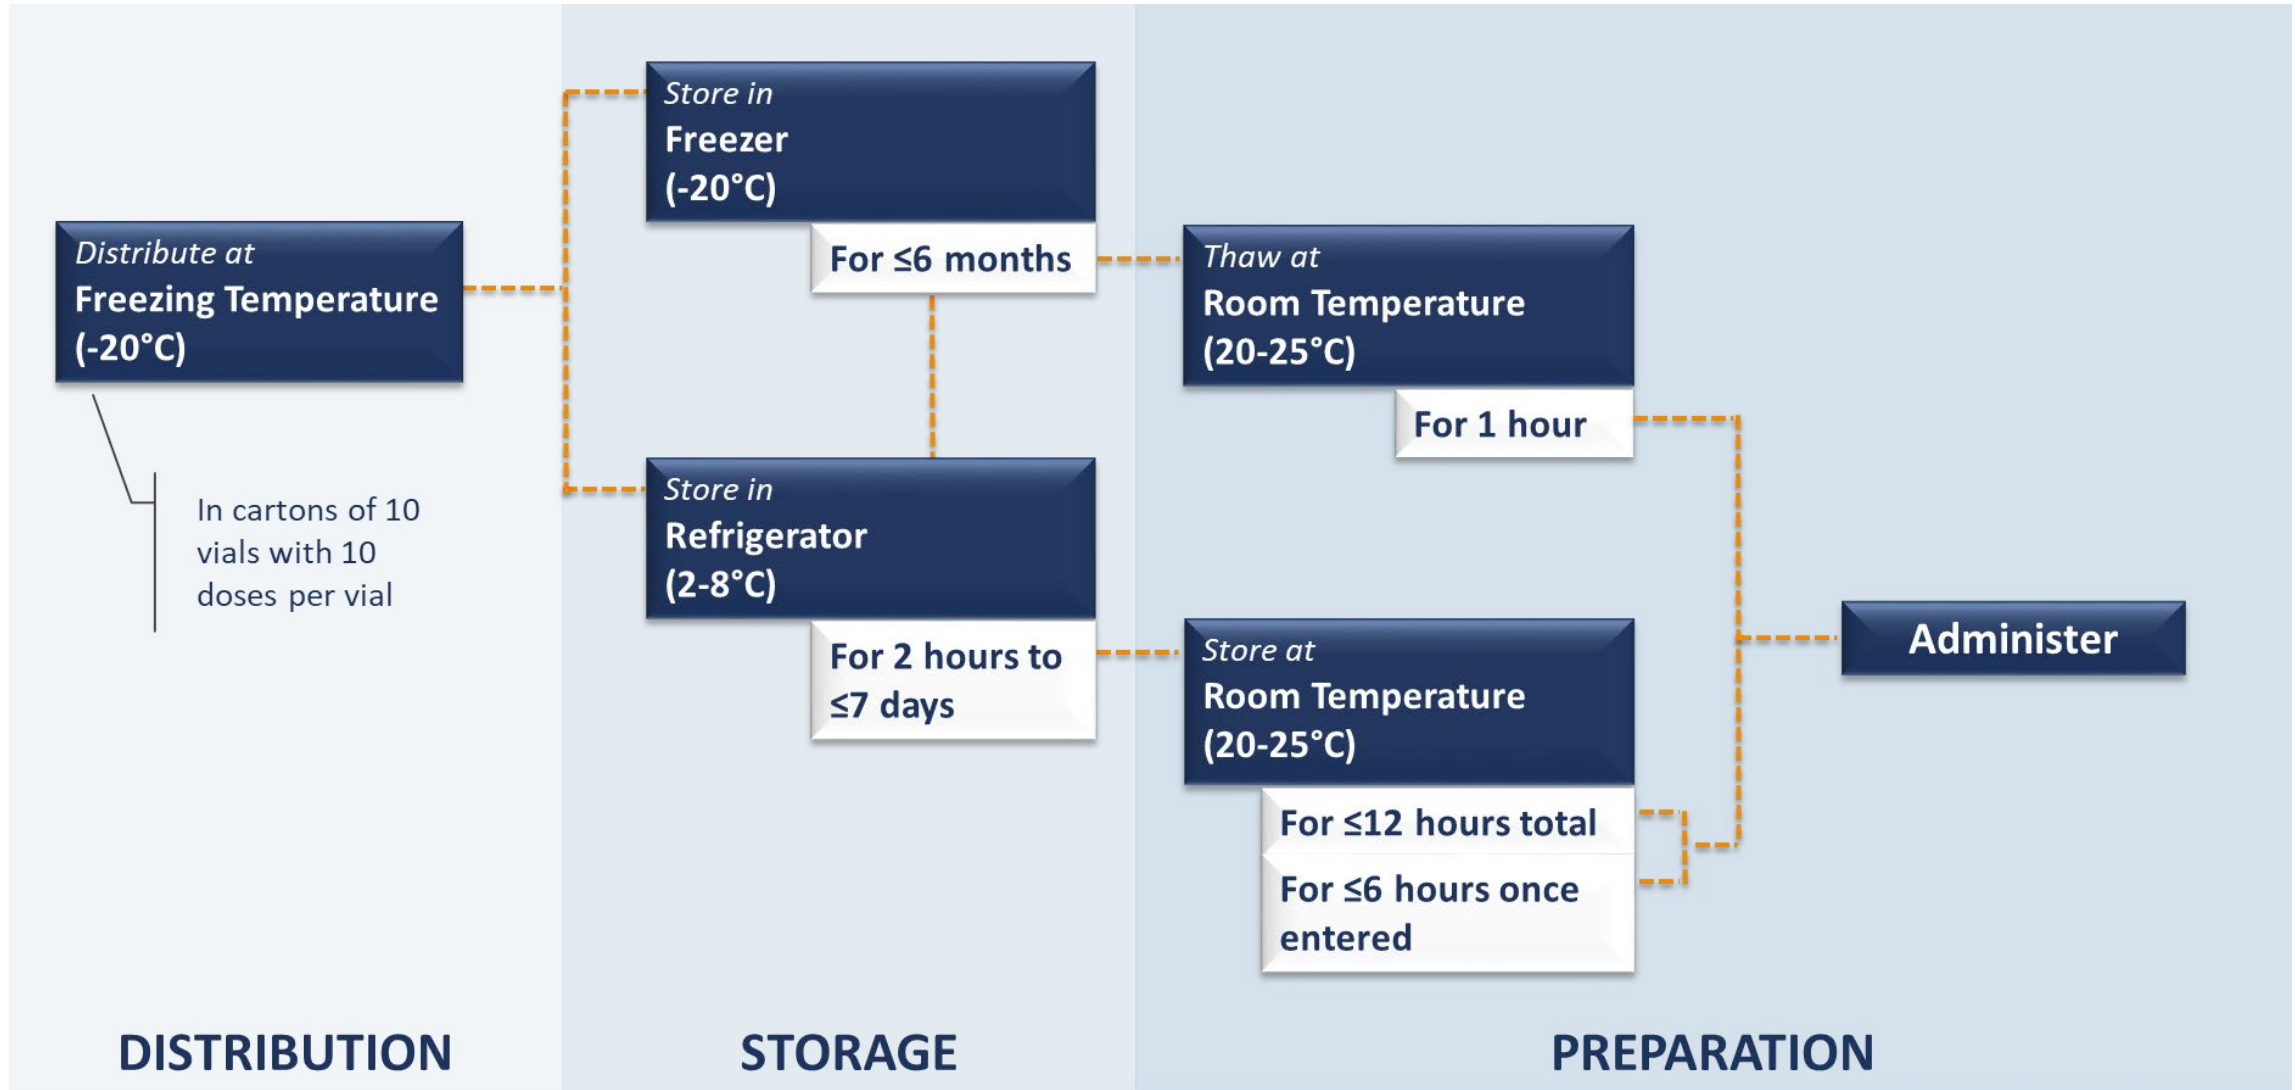 Distribute at
Freezing Temperature
(-20°C)
In cartons of 10
vials with 10
doses per vial
DISTRIBUTION
Store in
Freezer
(-20°C)
For ≤6 months
Store in
Refrigerator
(2-8°C)
For 2 hours to
≤7 days
STORAGE
Thaw at
Room Temperature
(20-25°C)
For 1 hour
Store at
Room Temperature
(20-25°C)
For ≤12 hours total
For ≤6 hours once
entered
Administer
PREPARATION